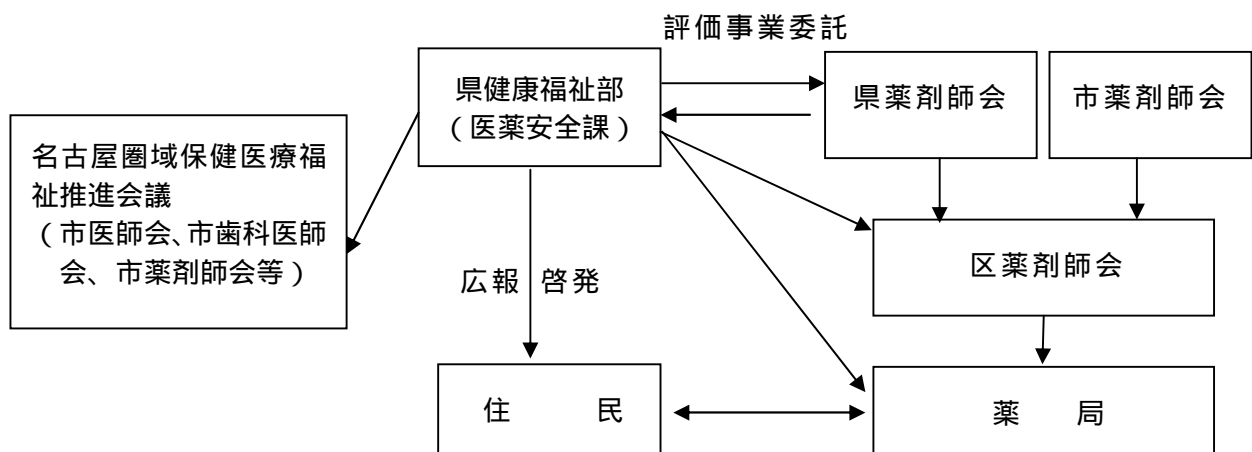 評価事業委託
県健康福祉部
（医薬安全課）
県薬剤師会
市薬剤師会
名古屋圏域保健医療福
祉推進会議
（市医師会、市歯科医師
会、市薬剤師会等）
区薬剤師会
広報 啓発
住 民
薬 局